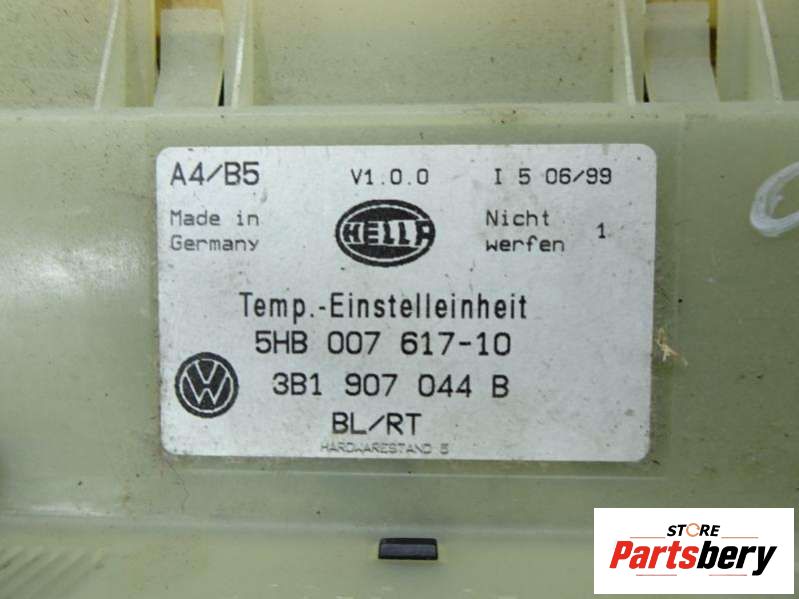 A4/B5 V1.0.0 I 5 06/99
Made in Germany
HELLA
Nicht werfen 1
Temp.-Einstelleinheit
5HB 007 617-10
VW 3B1 907 044 B
BL/RT
HARDWARESTAND 5
STORE
Partsbery